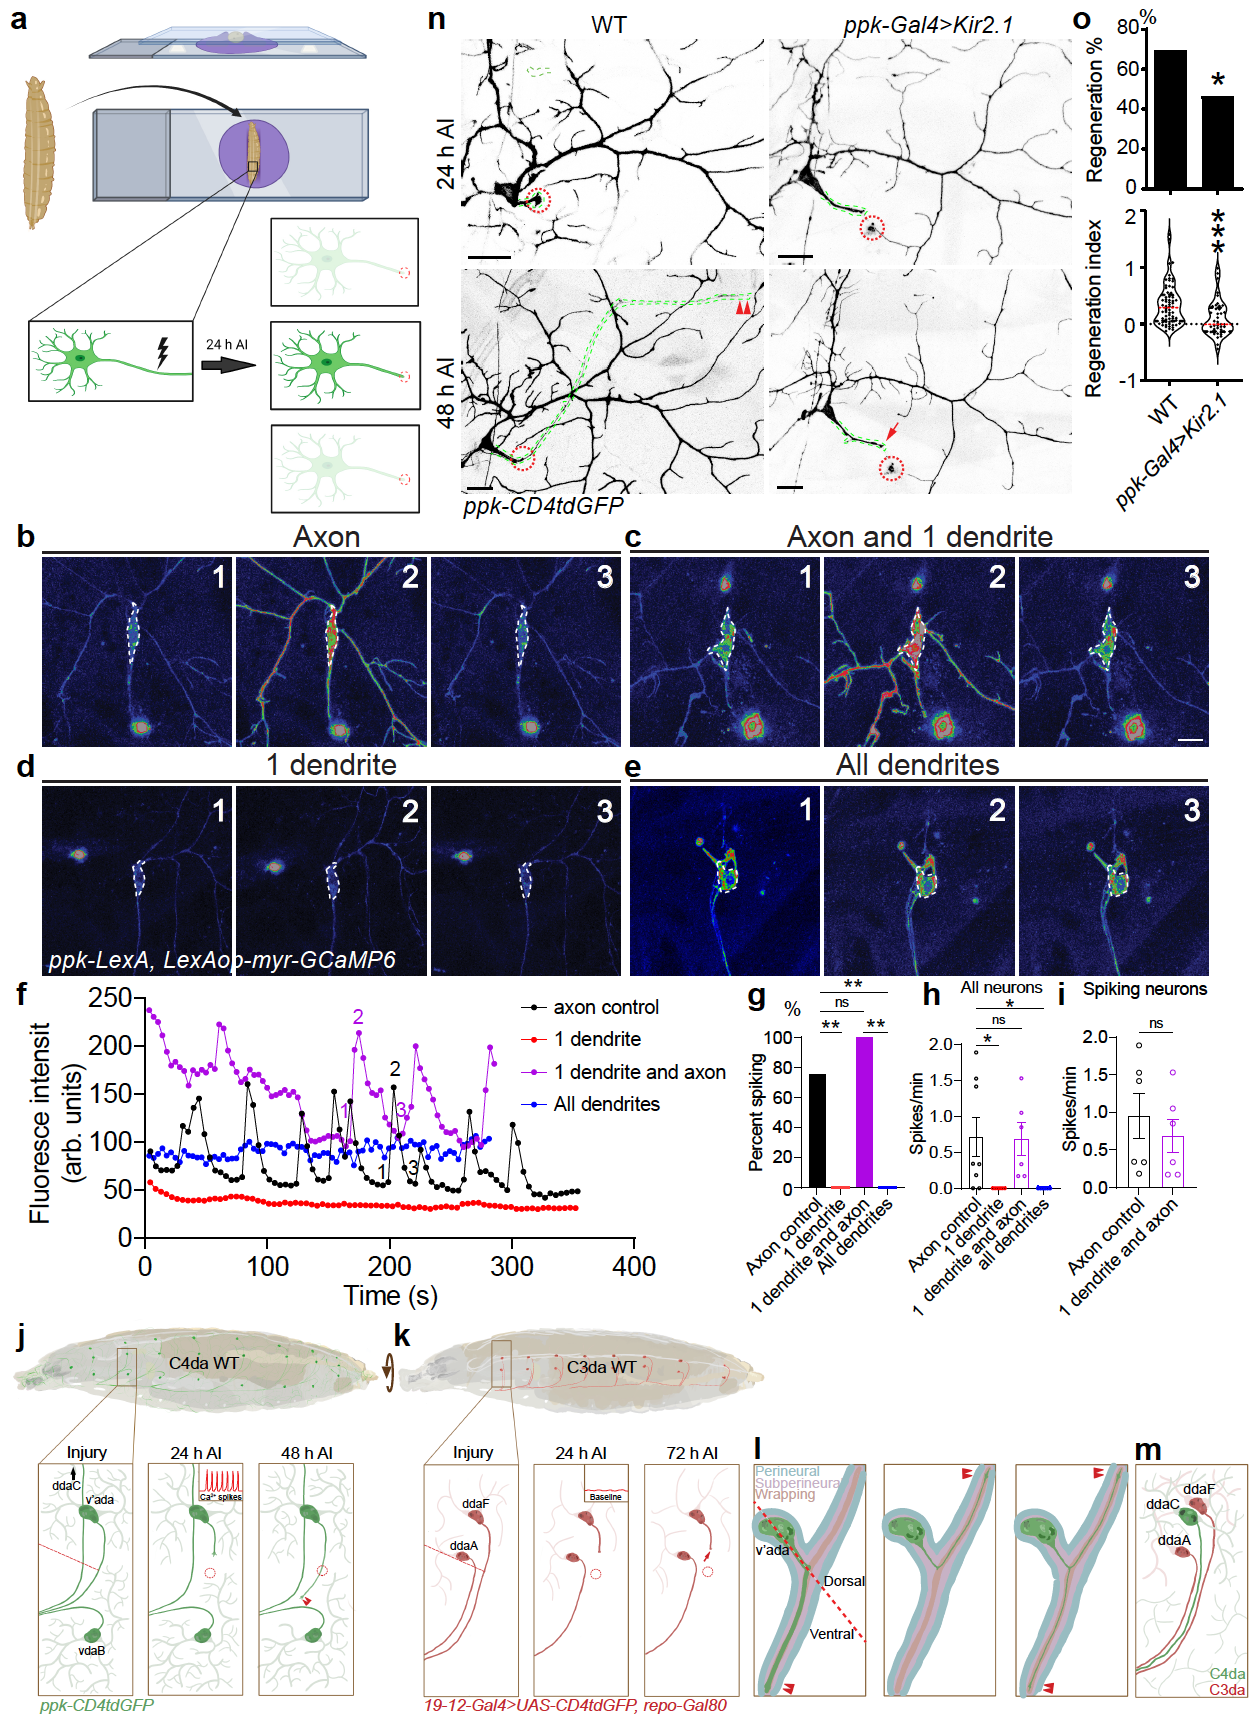 a
24 h AI
n
WT
ppk-Gal4>Kir2.1
24 h AI
48 h AI
ppk-CD4tdGFP
o
%
80
60
40
20
0
Regeneration %
*
***
2
1
0
-1
Regeneration index
WT
ppk-Gal4>Kir2.1
b
Axon
1
2
3
c
Axon and 1 dendrite
1
2
3
d
1 dendrite
1
2
3
ppk-LexA, LexAop-myr-GCaMP6
e
All dendrites
1
2
3
f
250
200
150
100
50
0
Fluoresce intensit
(arb. units)
0
100
200
300
400
Time (s)
2
2
1
3
1
3
axon control
1 dendrite
1 dendrite and axon
All dendrites
g
%
**
ns
**
**
100
80
60
40
20
0
Percent spiking
Axon control
1 dendrite
1 dendrite and axon
All dendrites
h
All neurons
*
ns
*
2.0
1.5
1.0
0.5
0.0
Spikes/min
Axon control
1 dendrite
1 dendrite and axon
all dendrites
i
Spiking neurons
ns
2.0
1.5
1.0
0.5
0.0
Spikes/min
Axon control
1 dendrite and axon
j
C4da WT
Injury
24 h AI
48 h AI
ddaC
v'ada
vdaB
Ca²⁺ spikes
ppk-CD4tdGFP
k
C3da WT
Injury
24 h AI
72 h AI
ddaF
ddaA
Baseline
19-12-Gal4>UAS-CD4tdGFP, repo-Gal80
l
Perineural
Subperineura
Wrapping
v'ada
Dorsal
Ventral
m
ddaF
ddaC
ddaA
C4da
C3da